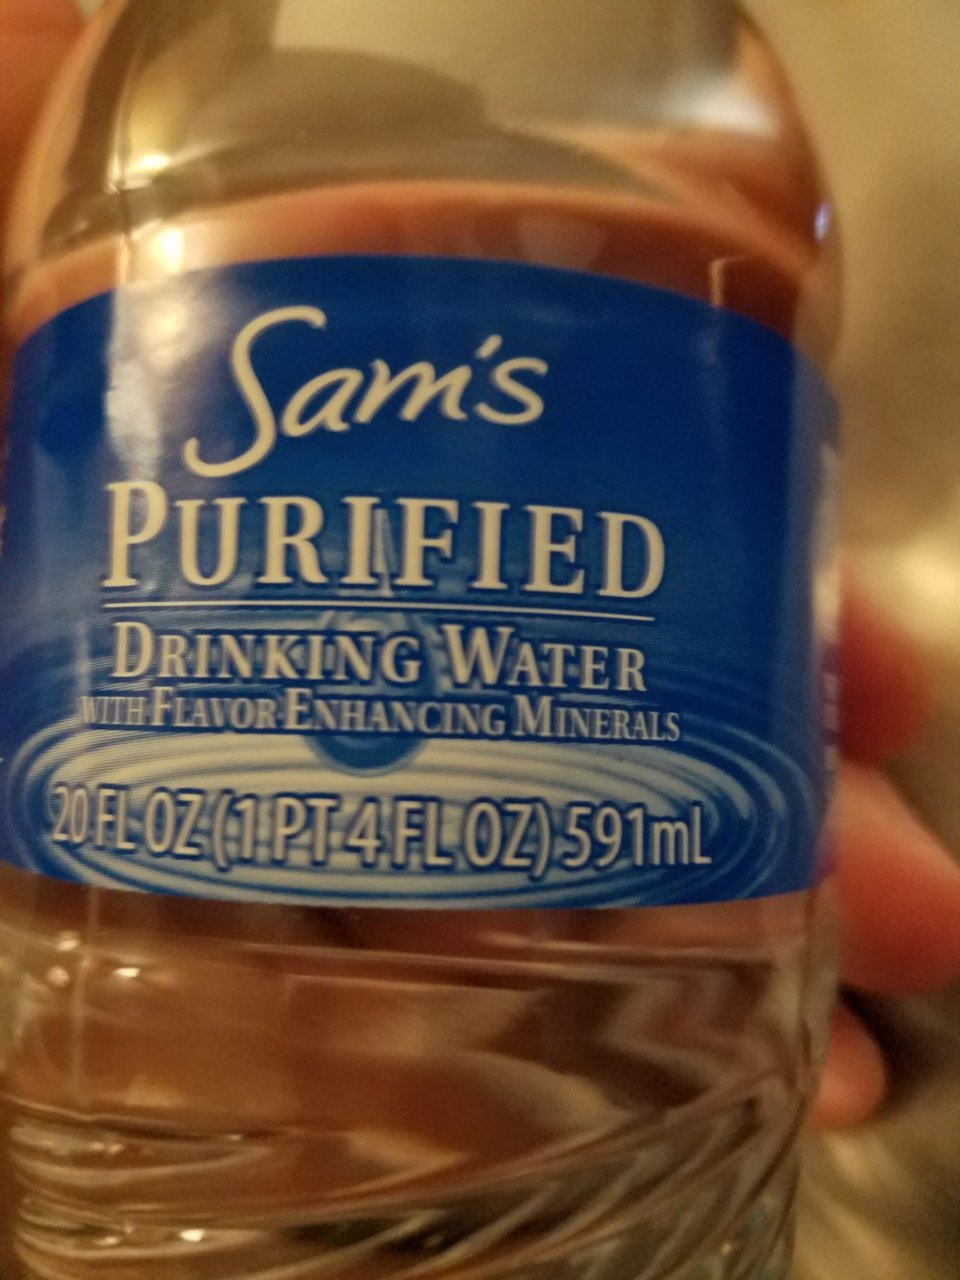 Sam's
PURIFIED
DRINKING WATER
WITH FLAVOR ENHANCING MINERALS
20 FL OZ (1 PT 4 FL OZ) 591mL